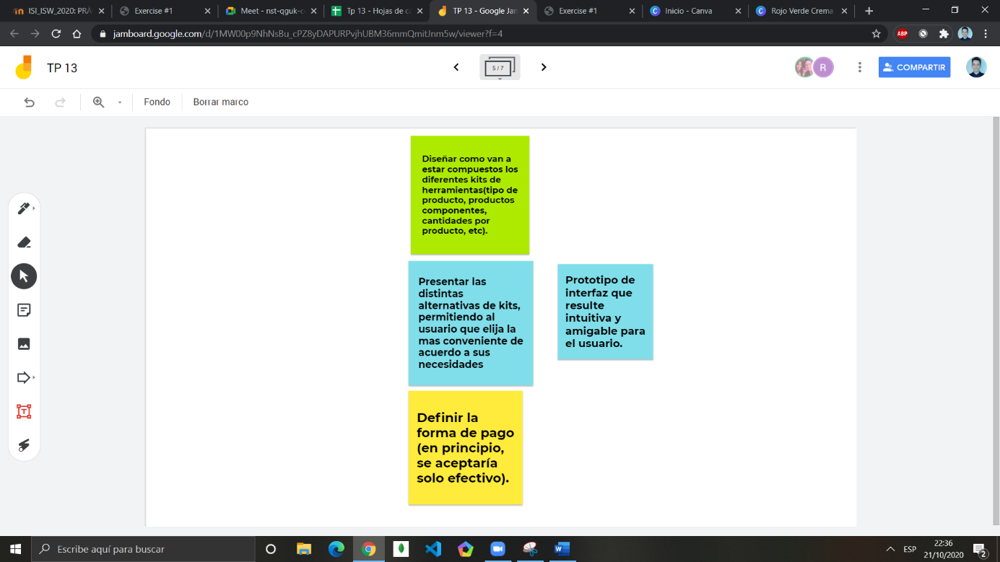 ISI_ISW_2020: PRÁ
Exercise #1
Meet - nst-qguk-c
Tp 13 - Hojas de cá
TP 13 - Google Jam
Exercise #1
Inicio - Canva
Rojo Verde Crema
jamboard.google.com/d/1MW00p9NhNsBu_cPZ8yDAPURPvjhUBM36mmQmitJnm5w/viewer?f=4
ABP
TP 13
5 / 7
R
COMPARTIR
Fondo
Borrar marco
Diseñar como van a
estar compuestos los
diferentes kits de
herramientas(tipo de
producto, productos
componentes,
cantidades por
producto, etc).
Presentar las
distintas
alternativas de kits,
permitiendo al
usuario que elija la
mas conveniente de
acuerdo a sus
necesidades
Prototipo de
interfaz que
resulte
intuitiva y
amigable para
el usuario.
Definir la
forma de pago
(en principio,
se aceptaría
solo efectivo).
Escribe aquí para buscar
ESP
22:36
21/10/2020
2